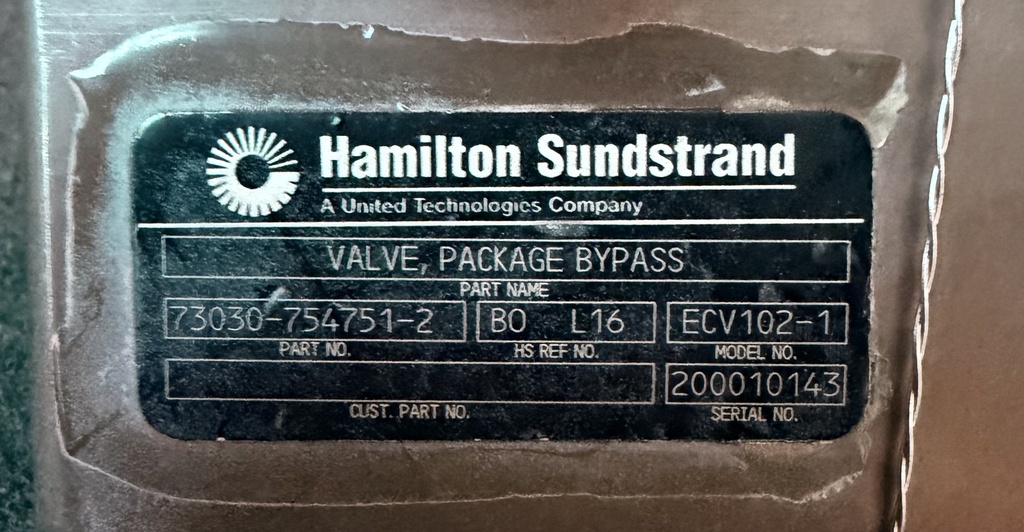 Hamilton Sundstrand
A United Technologies Company
VALVE, PACKAGE BYPASS
PART NAME
73030-754751-2 BO L16 ECV102-1
PART NO. HS REF NO. MODEL NO.
200010143
CUST. PART NO. SERIAL NO.